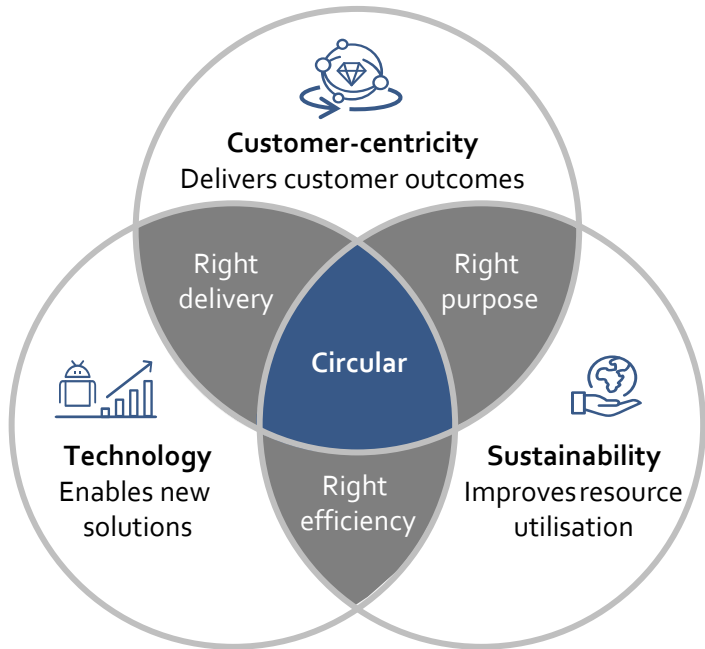 Customer-centricity
Delivers customer outcomes
Right
delivery
Right
purpose
Circular
Technology
Enables new
solutions
Sustainability
Improves resource
utilisation
Right
efficiency